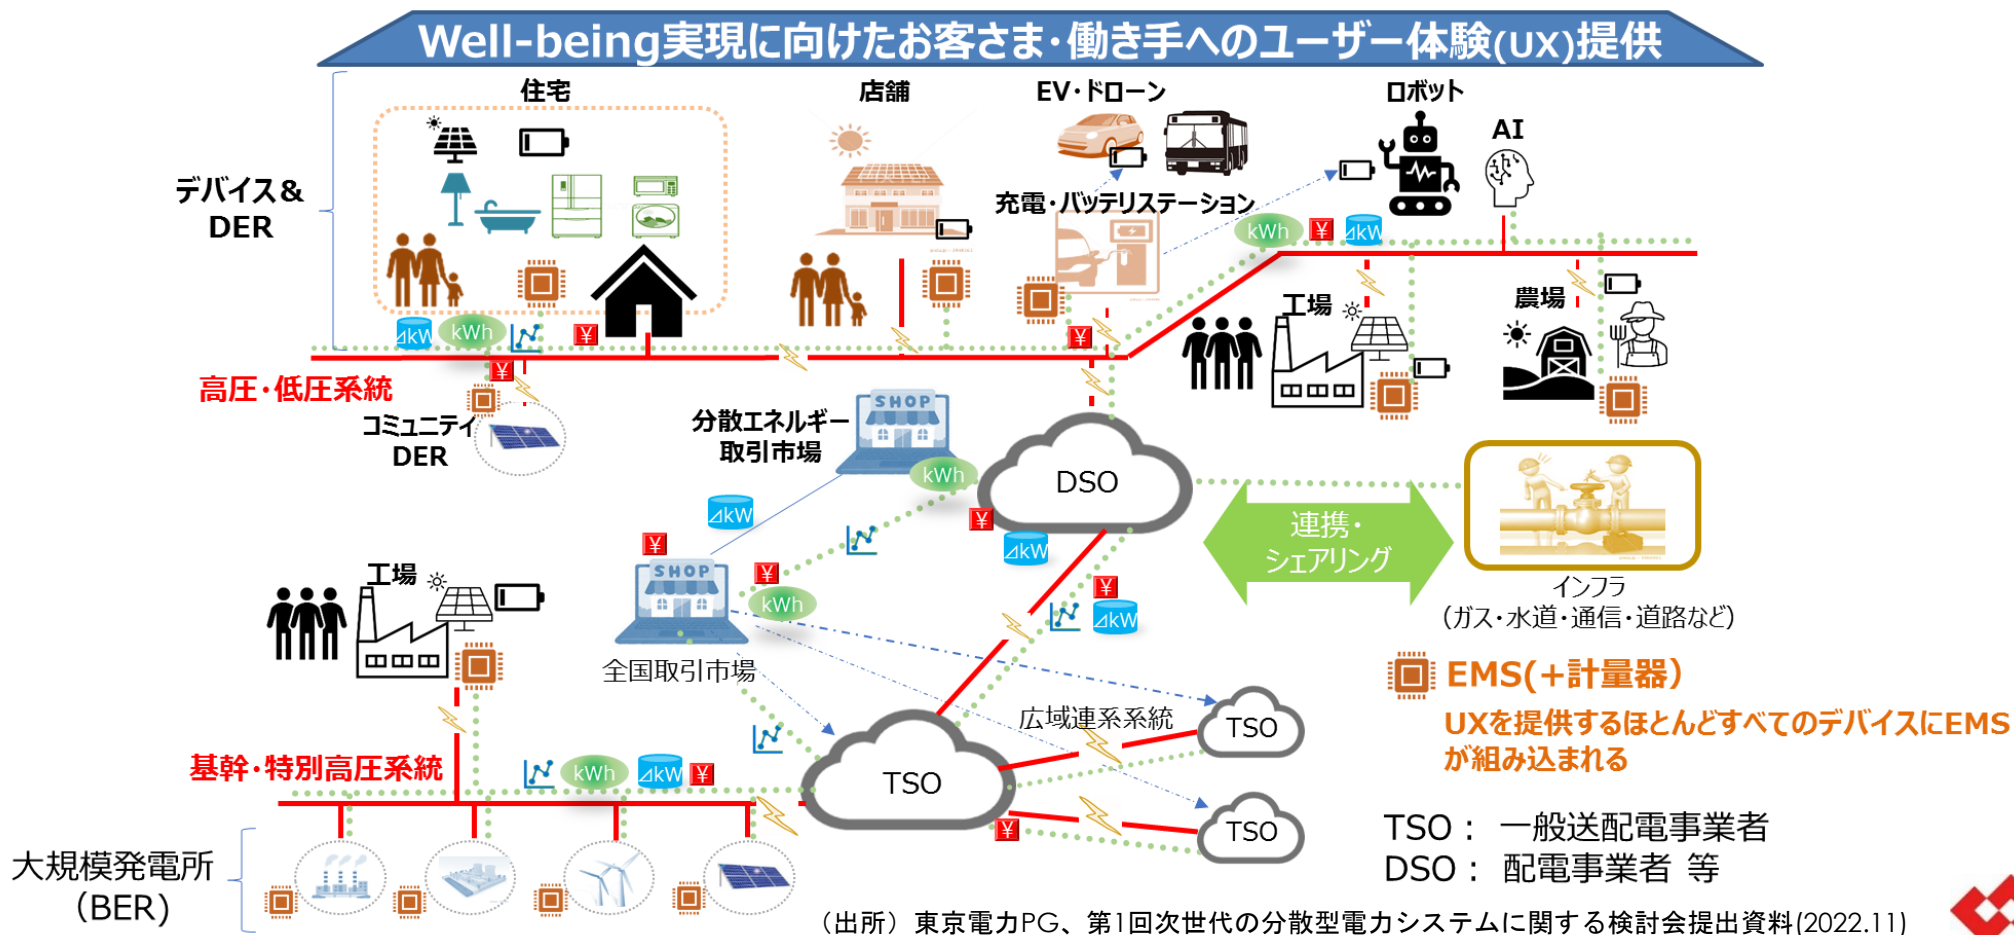 Well-being実現に向けたお客さま・働き手へのユーザー体験(UX)提供
住宅
店舗
EV・ドローン
ロボット
AI
デバイス＆
DER
充電・バッテリステーション
kWh
¥
⊿kW
工場
農場
⊿kW
kWh
¥
¥
¥
高圧・低圧系統
コミュニティ
DER
分散エネルギー
取引市場
SHOP
kWh
DSO
⊿kW
¥
⊿kW
連携・
シェアリング
インフラ
（ガス・水道・通信・道路など）
¥
SHOP
¥
kWh
全国取引市場
¥
⊿kW
工場
EMS(+計量器）
UXを提供するほとんどすべてのデバイスにEMS
が組み込まれる
広域連系系統
TSO
TSO
TSO
¥
基幹・特別高圧系統
kWh
⊿kW
¥
大規模発電所
（BER)
TSO： 一般送配電事業者
DSO： 配電事業者 等
（出所）東京電力PG、第1回次世代の分散型電力システムに関する検討会提出資料(2022.11)